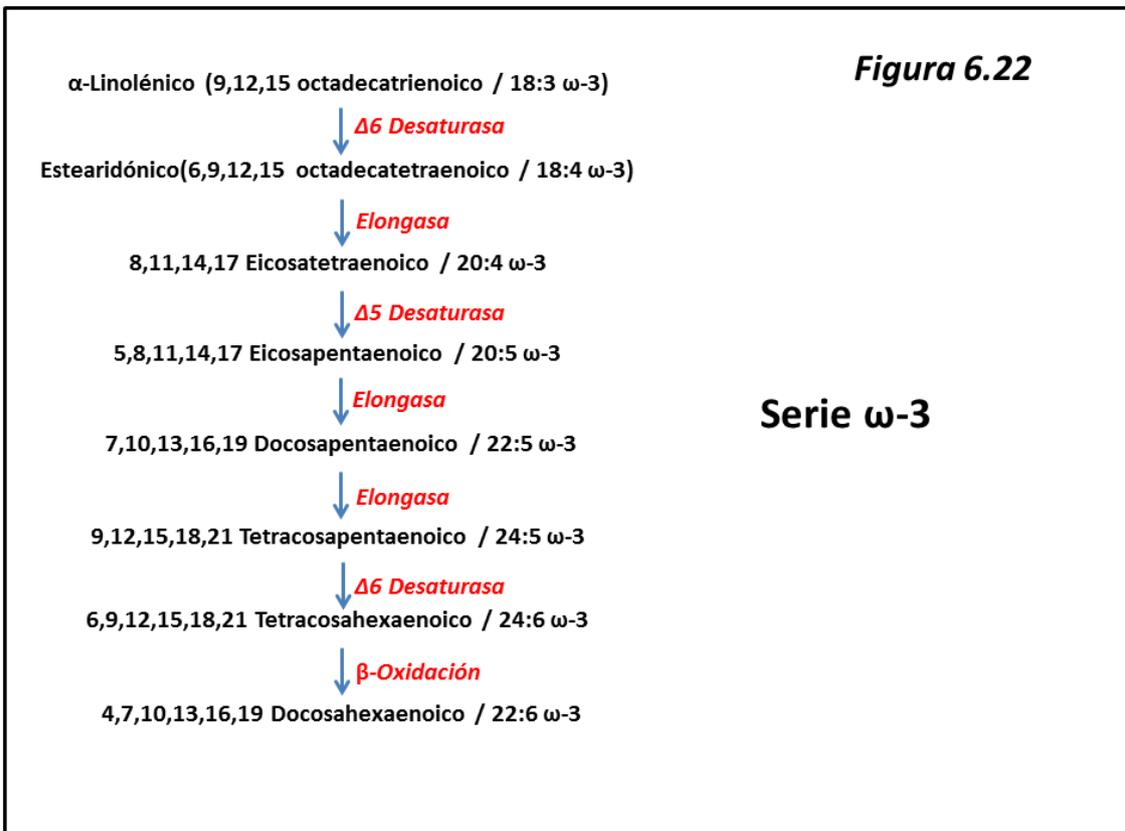 Figura 6.22
α-Linolénico (9,12,15 octadecatrienoico / 18:3 ω-3)
Δ6 Desaturasa
Estearidónico(6,9,12,15 octadecatetraenoico / 18:4 ω-3)
Elongasa
8,11,14,17 Eicosatetraenoico / 20:4 ω-3
Δ5 Desaturasa
5,8,11,14,17 Eicosapentaenoico / 20:5 ω-3
Elongasa
7,10,13,16,19 Docosapentaenoico / 22:5 ω-3
Elongasa
9,12,15,18,21 Tetracosapentaenoico / 24:5 ω-3
Δ6 Desaturasa
6,9,12,15,18,21 Tetracosahexaenoico / 24:6 ω-3
β-Oxidación
4,7,10,13,16,19 Docosahexaenoico / 22:6 ω-3
Serie ω-3